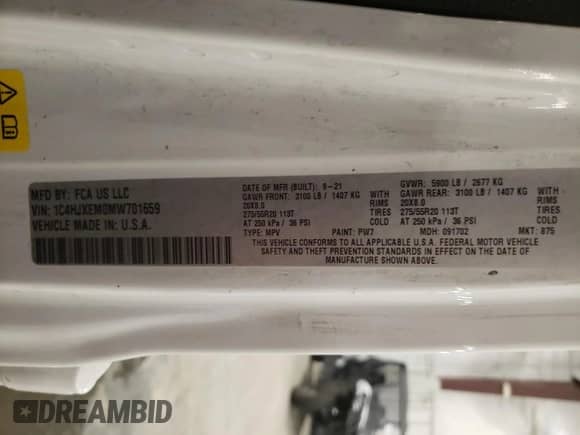 MFD BY: FCA US LLC
VIN: 1C4HJXEM0MW701659
VEHICLE MADE IN U.S.A.
DATE OF MFR (BUILT): 9-21
GAWR FRONT: 3100 LB / 1407 KG
20X8.0 RIMS
275/55R20 113T TIRES
AT 250 kPa / 36 PSI COLD
TYPE: MPV PAINT: PW7
GVWR: 5900 LB / 2677 KG
GAWR REAR: 3100 LB / 1407 KG
20X8.0 RIMS
275/55R20 113T TIRES
AT 250 kPa / 36 PSI COLD
MDH: 091702 MKT: 875
THIS VEHICLE CONFORMS TO ALL APPLICABLE U.S.A. FEDERAL MOTOR VEHICLE
SAFETY AND THEFT PREVENTION STANDARDS IN EFFECT ON THE DATE OF
MANUFACTURE SHOWN ABOVE.
DREAMBID